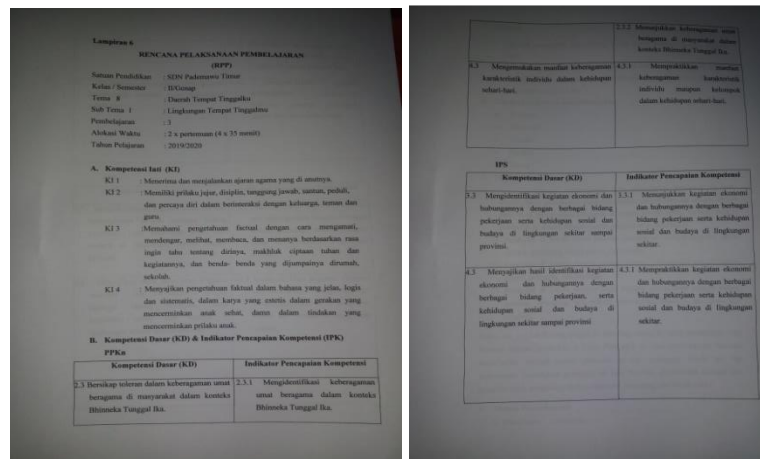 Lampiran 6
RENCANA PELAKSANAAN PEMBELAJARAN
(RPP)
Satuan Pendidikan : SDN Pademawu Timur
Kelas / Semester : II/Genap
Tema 8 : Daerah Tempat Tinggalku
Sub Tema 1 : Lingkungan Tempat Tinggalku
Pembelajaran : 3
Alokasi Waktu : 2 x pertemuan (4 x 35 menit)
Tahun Pelajaran : 2019/2020
A. Kompetensi Inti (KI)
KI 1 : Menerima dan menjalankan ajaran agama yang di anutnya.
KI 2 : Memiliki prilaku jujur, disiplin, tanggung jawab, santun, peduli,
dan percaya diri dalam berinteraksi dengan keluarga, teman dan
guru.
KI 3 :Memahami pengetahuan factual dalam cara mengamati,
mendengar, melihat, membaca, dan menanya berdasarkan rasa
ingin tahu tentang dirinya, makhluk ciptaan tuhan dan
kegiatannya, dan benda- benda yang dijumpainya dirumah,
sekolah.
KI 4 : Menyajikan pengetahuan faktual dalam bahasa yang jelas, logis
dan sistematis, dalam karya yang estetis dalam gerakan yang
mencerminkan anak sehat, dan dalam tindakan yang
mencerminkan prilaku anak.
B. Kompetensi Dasar (KD) & Indikator Pencapaian Kompetensi (IPK)
PPKn
Kompetensi Dasar (KD) Indikator Pencapaian Kompetensi
2.3 Bersikap toleran dalam keberagaman umat 2.3.1 Mengidentifikasi keberagaman
beragama di masyarakat dalam konteks umat beragama dalam konteks
Bhinneka Tunggal Ika. Bhinneka Tunggal Ika.
2.3.2 Menunjukkan keberagaman umat
beragama di masyarakat dalam
konteks Bhinneka Tunggal Ika.
4.3 Mengemukakan manfaat keberagaman 4.3.1 Mempraktikkan manfaat
karakteristik individu dalam kehidupan keberagaman karakteristik
sehari-hari. individu maupun kelompok
dalam kehidupan sehari-hari.
IPS
Kompetensi Dasar (KD) Indikator Pencapaian Kompetensi
3.3 Mengidentifikasi kegiatan ekonomi dan 3.3.1 Menunjukkan kegiatan ekonomi
hubungannya dengan berbagai bidang dan hubungannya dengan berbagai
pekerjaan serta kehidupan sosial dan bidang pekerjaan serta kehidupan
budaya di lingkungan sekitar sampai sosial dan budaya di lingkungan
provinsi. sekitar.
4.3 Menyajikan hasil identifikasi kegiatan 4.3.1 Mempraktikkan kegiatan ekonomi
ekonomi dan hubungannya dengan dan hubungannya dengan berbagai
berbagai bidang pekerjaan, serta bidang pekerjaan serta kehidupan
kehidupan sosial dan budaya di sosial dan budaya di lingkungan
lingkungan sekitar sampai provinsi sekitar.